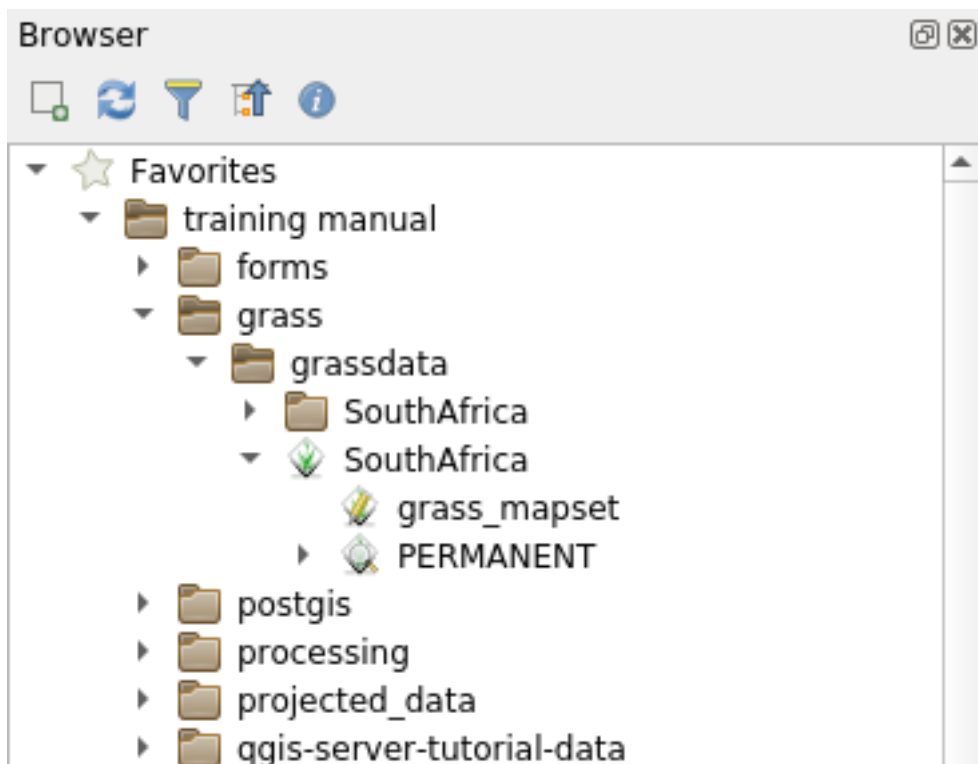 Browser
Favorites
training manual
forms
grass
grassdata
SouthAfrica
SouthAfrica
grass_mapset
PERMANENT
postgis
processing
projected_data
qgis-server-tutorial-data